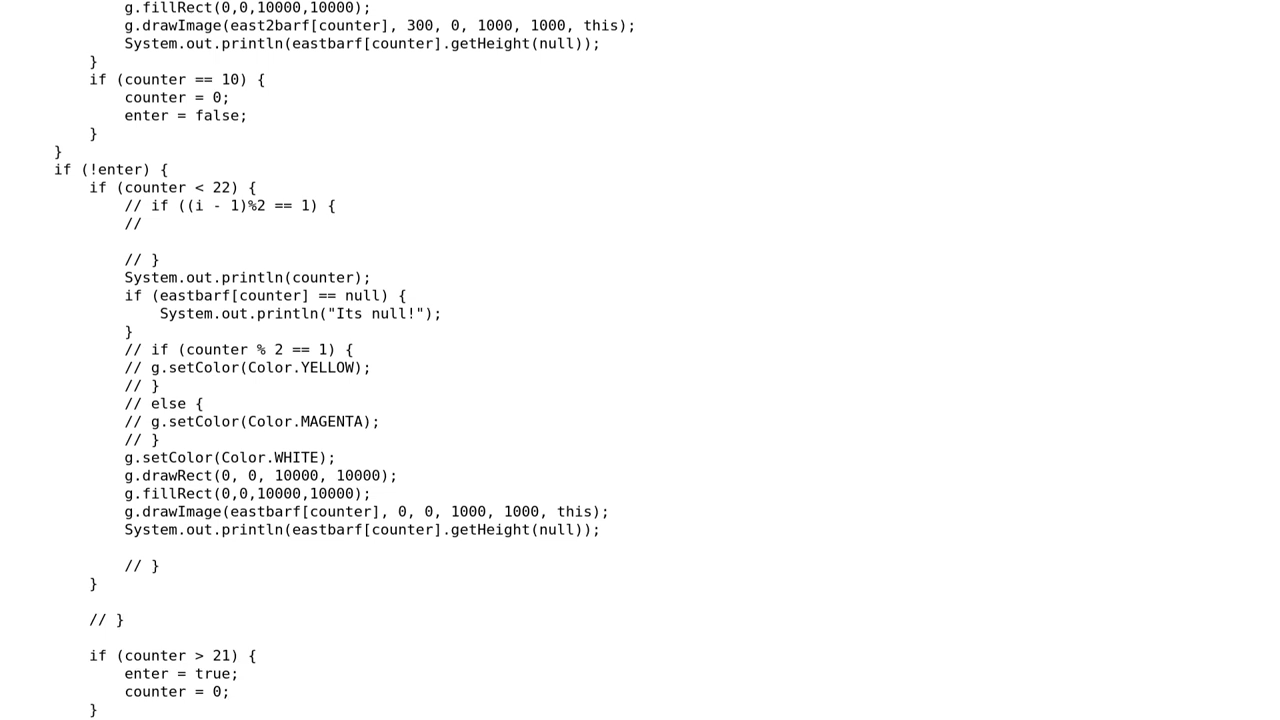 g.fillRect(0,0,10000,10000);
g.drawImage(east2barf[counter], 300, 0, 1000, 1000, this);
System.out.println(eastbarf[counter].getHeight(null));
}
if (counter == 10) {
counter = 0;
enter = false;
}
}
if (!enter) {
if (counter < 22) {
// if ((i - 1)%2 == 1) {
//
// }
System.out.println(counter);
if (eastbarf[counter] == null) {
System.out.println("Its null!");
}
// if (counter % 2 == 1) {
// g.setColor(Color.YELLOW);
// }
// else {
// g.setColor(Color.MAGENTA);
// }
g.setColor(Color.WHITE);
g.drawRect(0, 0, 10000, 10000);
g.fillRect(0,0,10000,10000);
g.drawImage(eastbarf[counter], 0, 0, 1000, 1000, this);
System.out.println(eastbarf[counter].getHeight(null));
// }
}
// }
if (counter > 21) {
enter = true;
counter = 0;
}